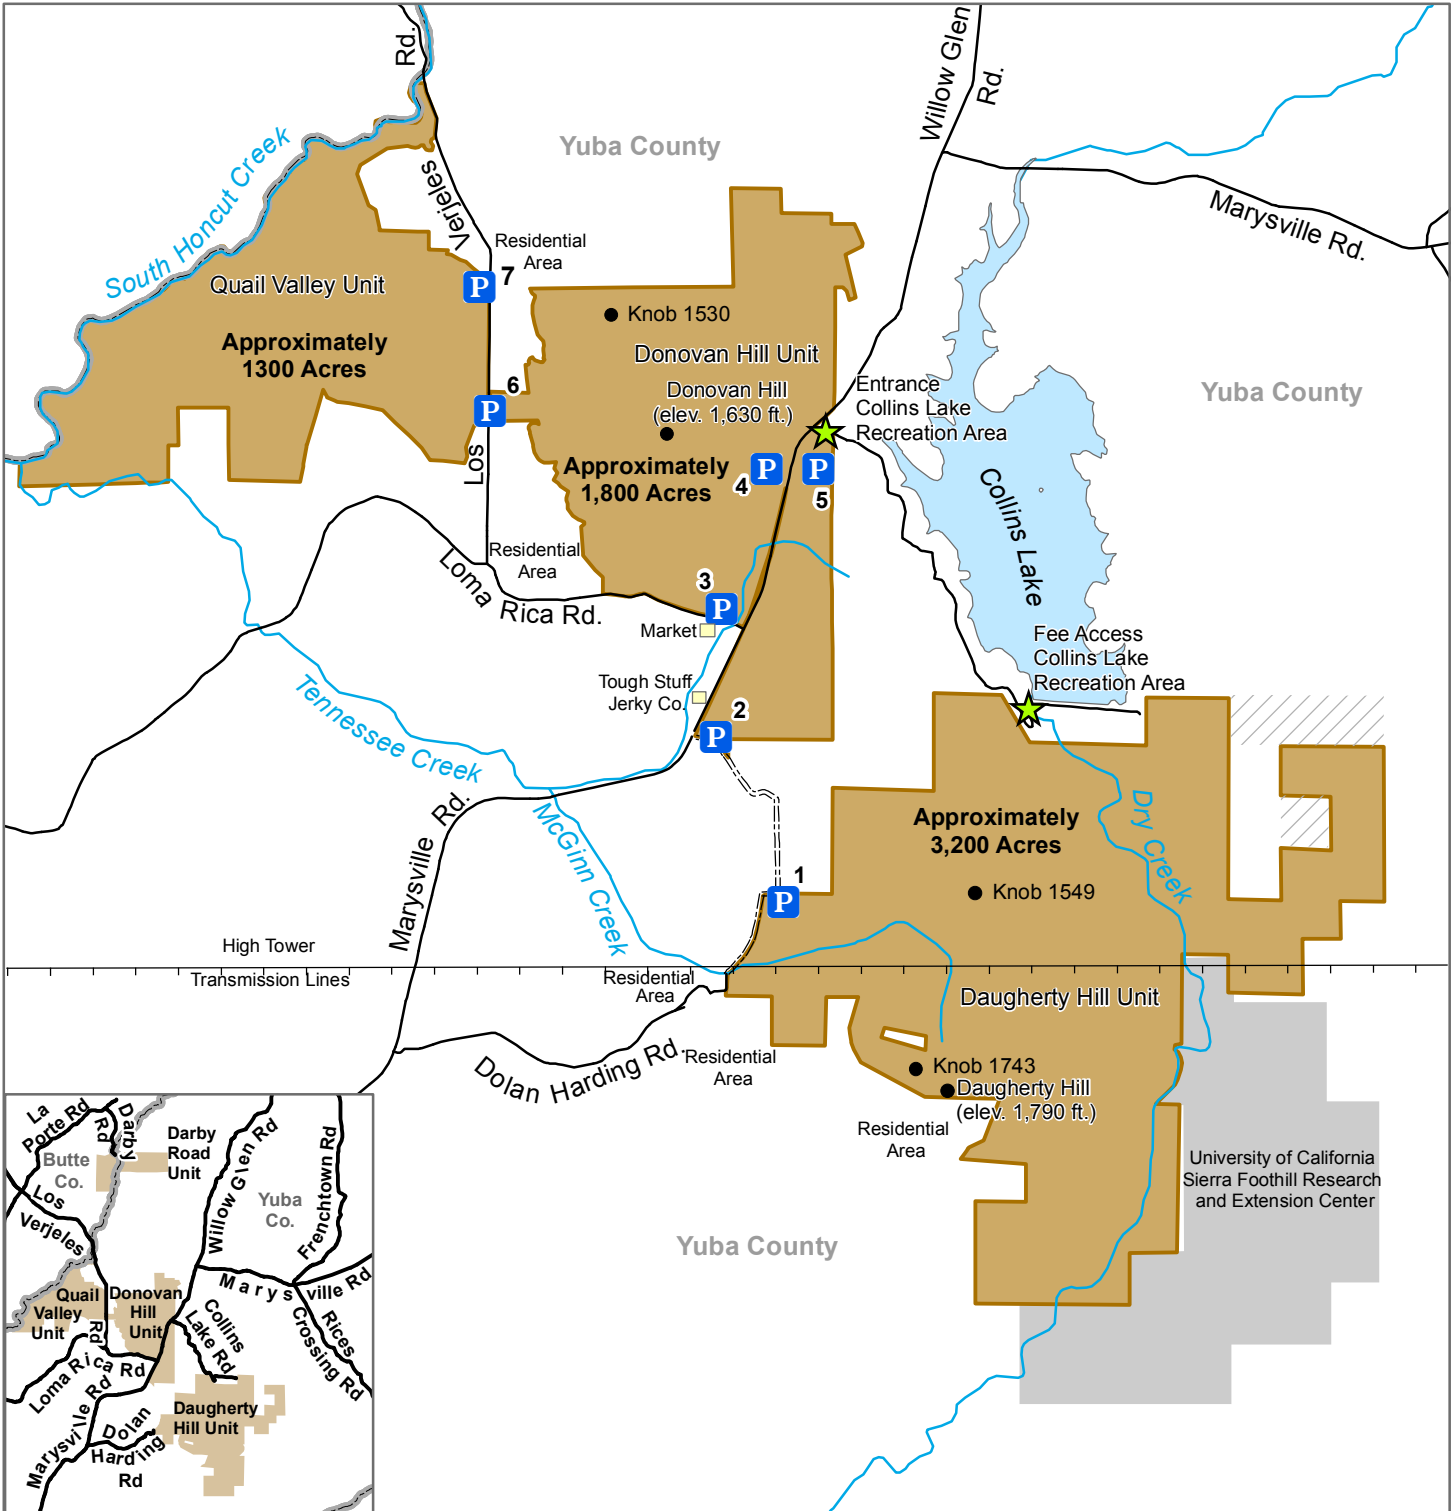 Rd.
Willow Glen
Rd.
Yuba County
South Honcut Creek
Verjeles
Marysville Rd.
Residential
Area
7
P
Quail Valley Unit
Knob 1530
Approximately
1300 Acres
Donovan Hill Unit
6
P
Donovan Hill
(elev. 1,630 ft.)
Entrance
Collins Lake
Recreation Area
Yuba County
Los
Approximately
1,800 Acres
4
P
P
5
Collins Lake
Residential
Area
Loma Rica Rd.
3
P
Market
Fee Access
Collins Lake
Recreation Area
Tough Stuff
Jerky Co.
2
P
Tennessee Creek
Marysville Rd.
McGinn Creek
Approximately
3,200 Acres
Dry Creek
1
P
Knob 1549
High Tower
Transmission Lines
Residential
Area
Daugherty Hill Unit
Dolan Harding Rd.
Residential
Area
Knob 1743
Daugherty Hill
(elev. 1,790 ft.)
Residential
Area
University of California
Sierra Foothill Research
and Extension Center
Yuba County
La
Porte Rd
Darby
Rd
Darby
Road
Unit
Butte
Co.
Willow Glen Rd
Frenchtown Rd
Yuba
Co.
Los
Verjeles
Rd
Marysville Rd
Quail
Valley
Unit
Donovan
Hill
Unit
Collins
Lake Rd
Rices
Crossing Rd
Loma Rica Rd
Marysville Rd
Dolan
Harding
Rd
Daugherty
Hill Unit